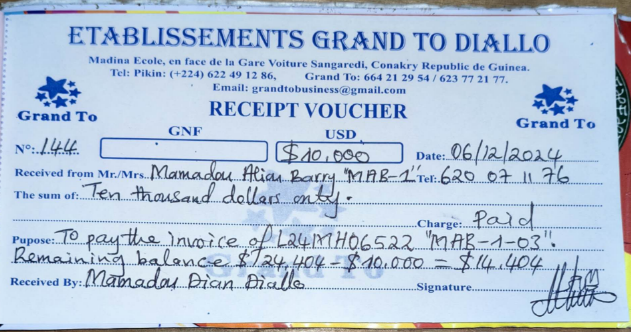 ETABLISSEMENTS GRAND TO DIALLO
Madina Ecole, en face de la Gare Voiture Sangaredi, Conakry Republic de Guinea.
Tel: Pikin: (+224) 622 49 12 86, Grand To: 664 21 29 54 / 623 77 21 77.
Email: grandtobusiness@gmail.com
Grand To
RECEIPT VOUCHER
Grand To
GNF USD
N°: 144 $10,000 Date: 06/12/2024
Received from Mr./Mrs. Mamadou Alian Barry "MAB-1" Tel: 620 07 11 76
The sum of: Ten thousand dollars only.
Charge: Paid
Pupose: To pay the invoice of L24MH06522 "MAB-1-03".
Remaining balance $24,404 - $10,000 = $14,404
Grand To
Received By: Mamadou Dian Diallo Signature